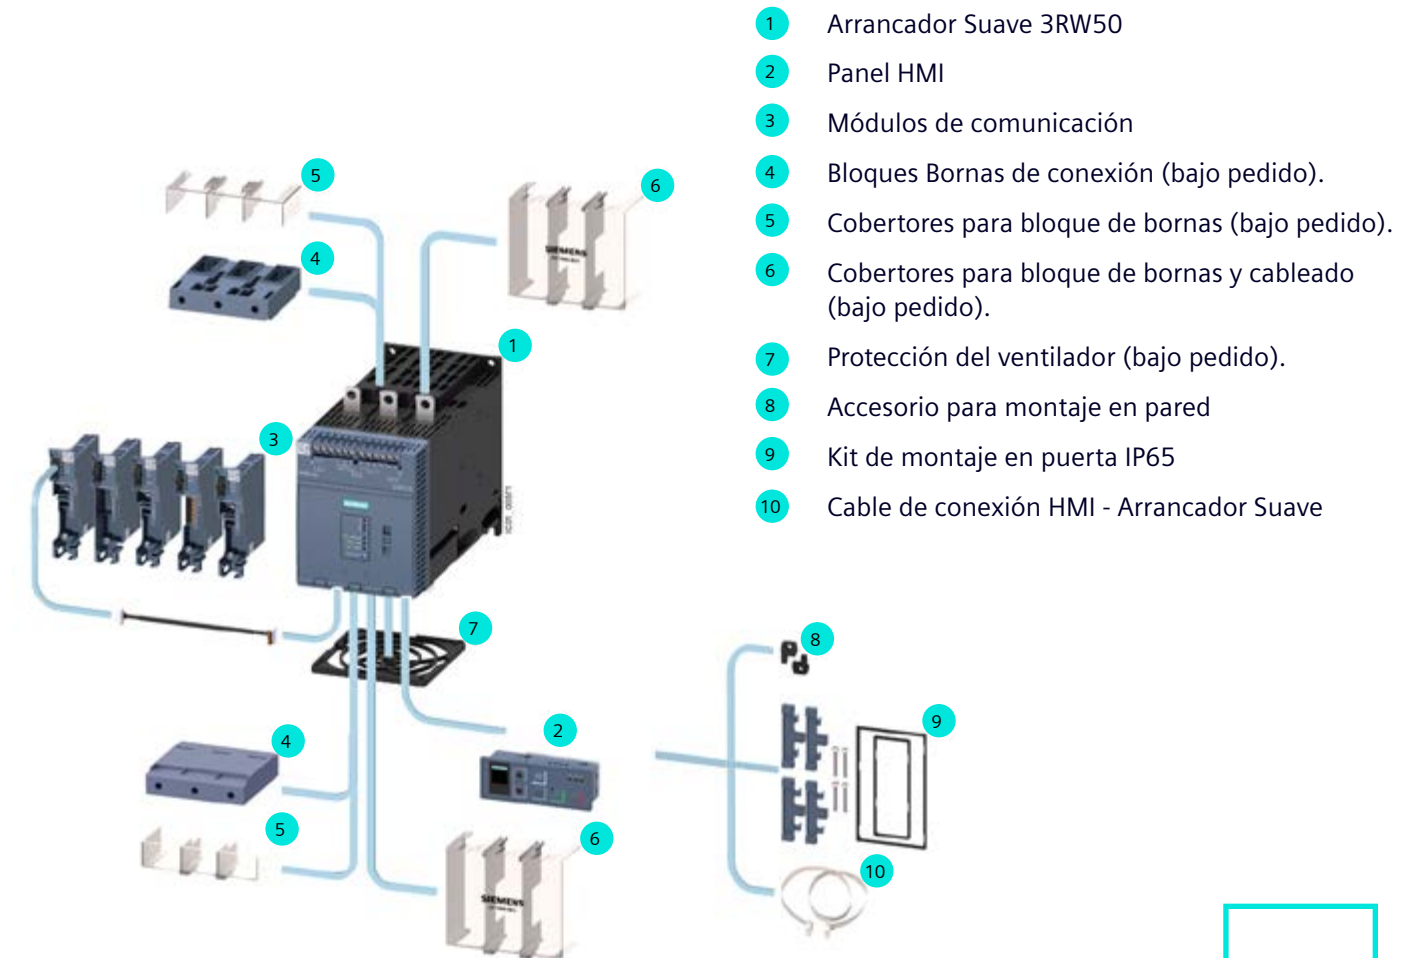 1 Arrancador Suave 3RW50
2 Panel HMI
3 Módulos de comunicación
4 Bloques Bornas de conexión (bajo pedido).
5 Cobertores para bloque de bornas (bajo pedido).
6 Cobertores para bloque de bornas y cableado
(bajo pedido).
7 Protección del ventilador (bajo pedido).
8 Accesorio para montaje en pared
9 Kit de montaje en puerta IP65
10 Cable de conexión HMI - Arrancador Suave
5
6
4
SIEMENS
1
3
7
8
2
9
4
5
6
10
SIEMENS